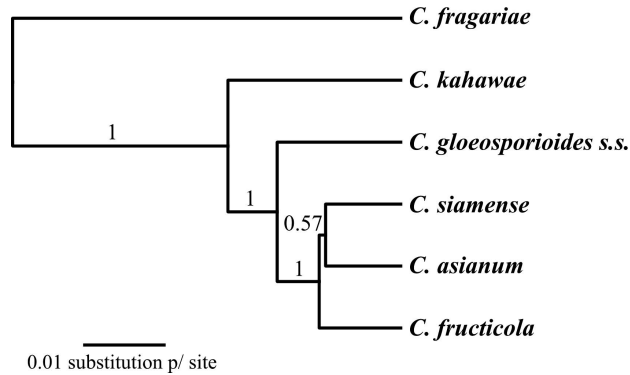 C. fragariae
C. kahawae
1
C. gloeosporioides s.s.
1
C. siamense
0.57
C. asianum
1
C. fructicola
0.01 substitution p/ site